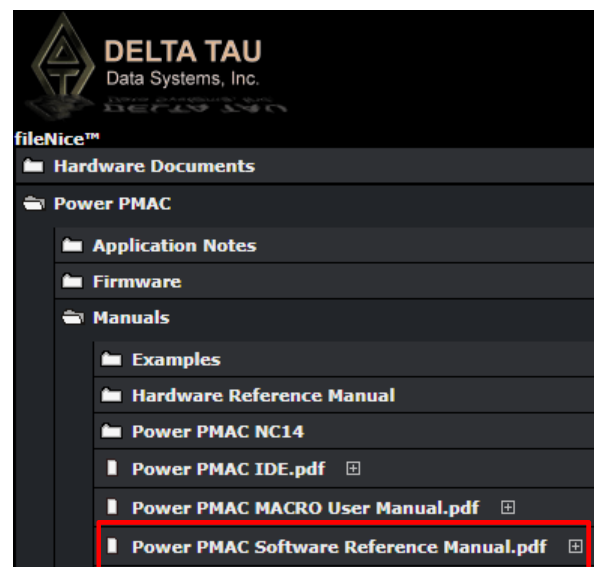 DELTA TAU
Data Systems, Inc.
fileNice™
Hardware Documents
Power PMAC
Application Notes
Firmware
Manuals
Examples
Hardware Reference Manual
Power PMAC NC14
Power PMAC IDE.pdf
Power PMAC MACRO User Manual.pdf
Power PMAC Software Reference Manual.pdf